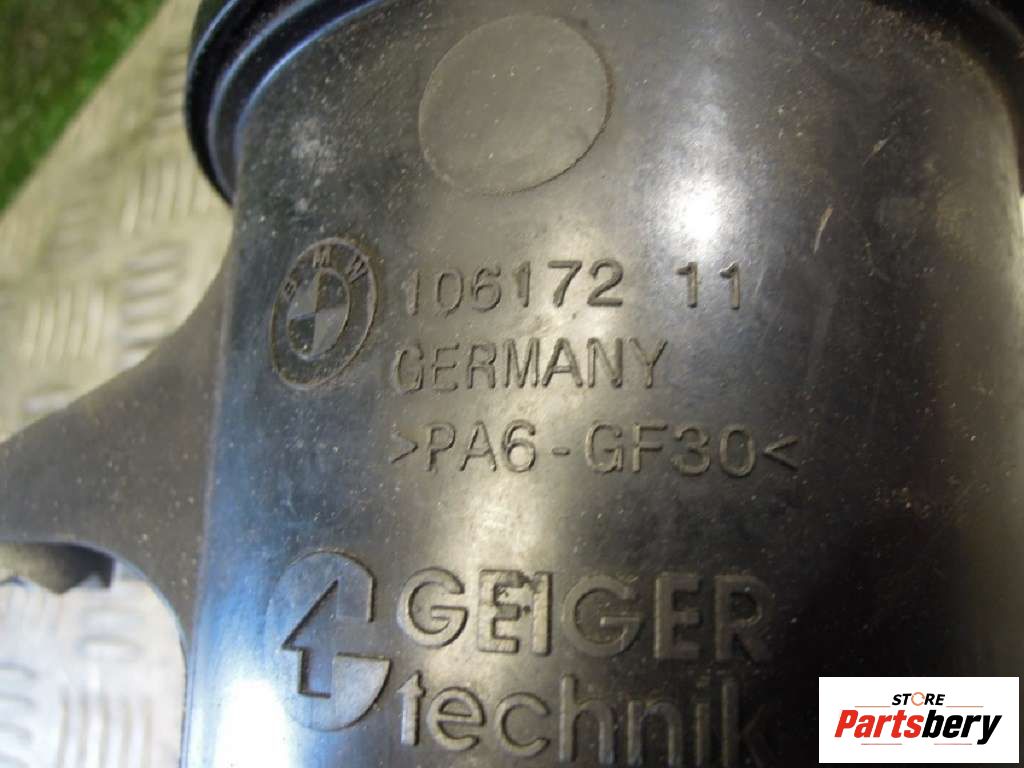 BMW
106172 11
GERMANY
>PA6-GF30<
GEIGER
technik
STORE
Partsbery